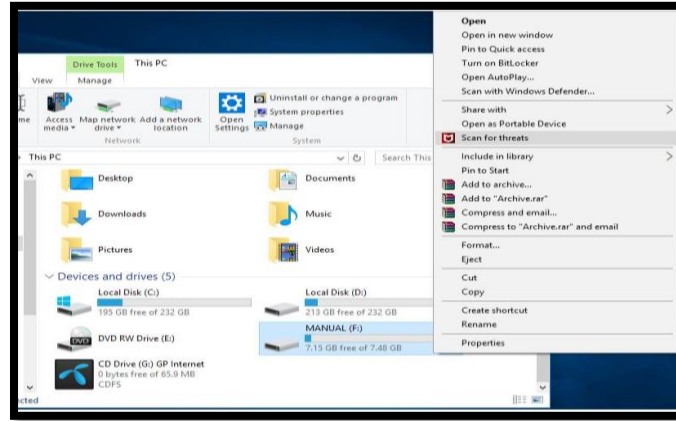 Drive Tools This PC
View Manage
Access media
Map network drive
Add a network location
Network
Open Settings
Uninstall or change a program
System properties
Manage
System
This PC
Search This
Desktop
Documents
Downloads
Music
Pictures
Videos
Devices and drives (5)
Local Disk (C:)
195 GB free of 232 GB
Local Disk (D:)
213 GB free of 232 GB
DVD RW Drive (E:)
MANUAL (F:)
7.15 GB free of 7.48 GB
CD Drive (G:) GP Internet
0 bytes free of 65.9 MB
CDFS
Open
Open in new window
Pin to Quick access
Turn on BitLocker
Open AutoPlay...
Scan with Windows Defender...
Share with
Open as Portable Device
Scan for threats
Include in library
Pin to Start
Add to archive...
Add to "Archive.rar"
Compress and email...
Compress to "Archive.rar" and email
Format...
Eject
Cut
Copy
Create shortcut
Rename
Properties